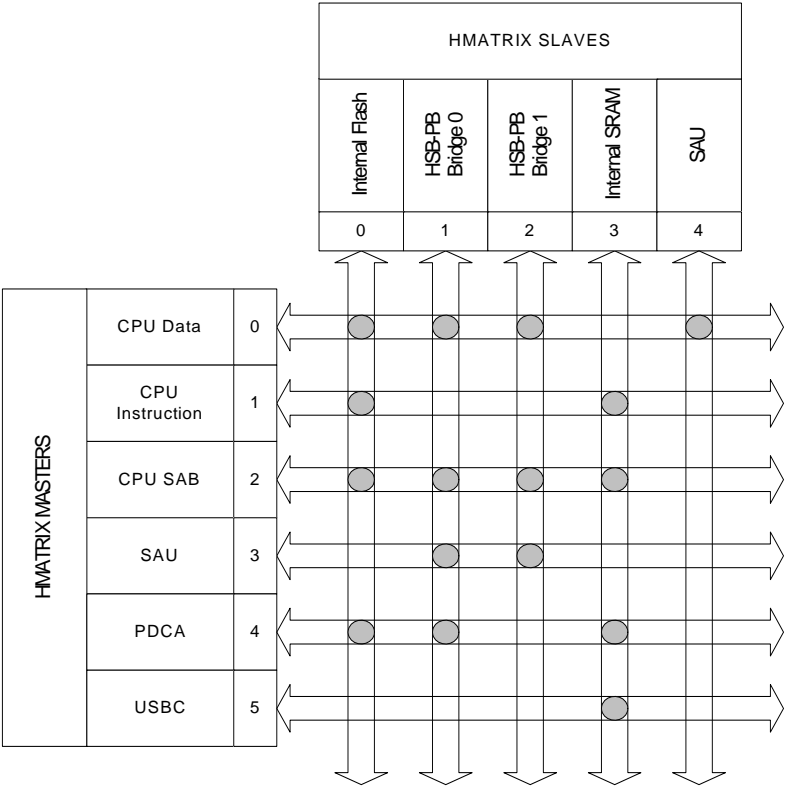 HMATRIX SLAVES
Internal Flash
HSB-PB
Bridge 0
HSB-PB
Bridge 1
Internal SRAM
SAU
0
1
2
3
4
HMATRIX MASTERS
CPU Data
0
CPU
Instruction
1
CPU SAB
2
SAU
3
PDCA
4
USBC
5